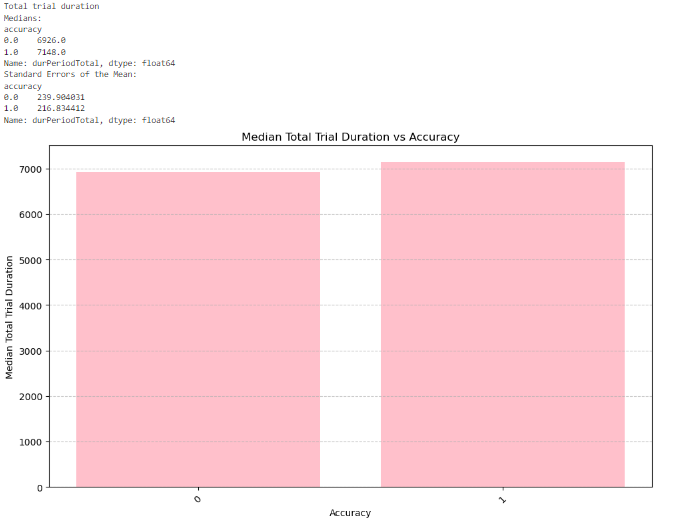 Total trial duration
Medians:
accuracy
0.0    6926.0
1.0    7148.0
Name: durPeriodTotal, dtype: float64
Standard Errors of the Mean:
accuracy
0.0    239.904031
1.0    216.834412
Name: durPeriodTotal, dtype: float64
Median Total Trial Duration vs Accuracy
Median Total Trial Duration
7000
6000
5000
4000
3000
2000
1000
0
0
1
Accuracy